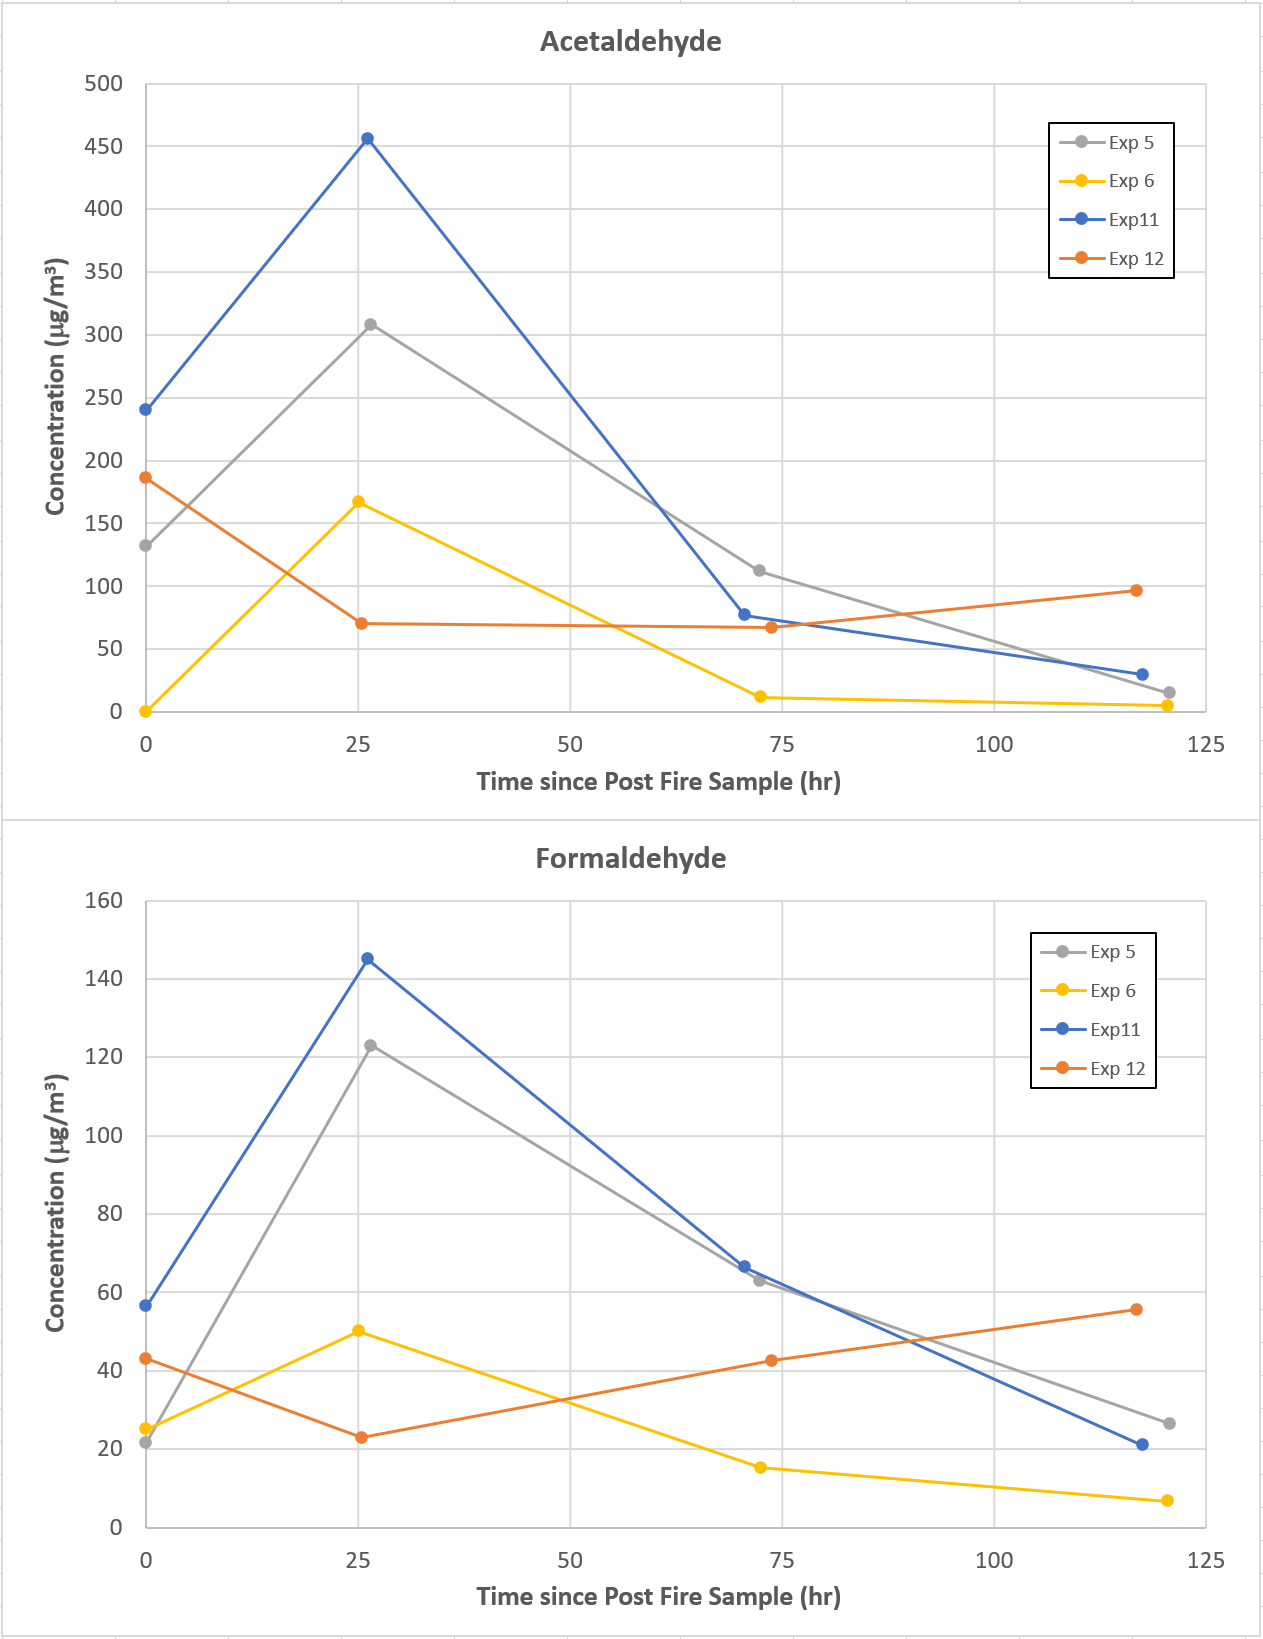 Acetaldehyde
500
450
400
350
300
250
200
150
100
50
0
Concentration (µg/m³)
Exp 5
Exp 6
Exp11
Exp 12
0 25 50 75 100 125
Time since Post Fire Sample (hr)
Formaldehyde
160
140
120
100
80
60
40
20
0
Concentration (µg/m³)
Exp 5
Exp 6
Exp11
Exp 12
0 25 50 75 100 125
Time since Post Fire Sample (hr)